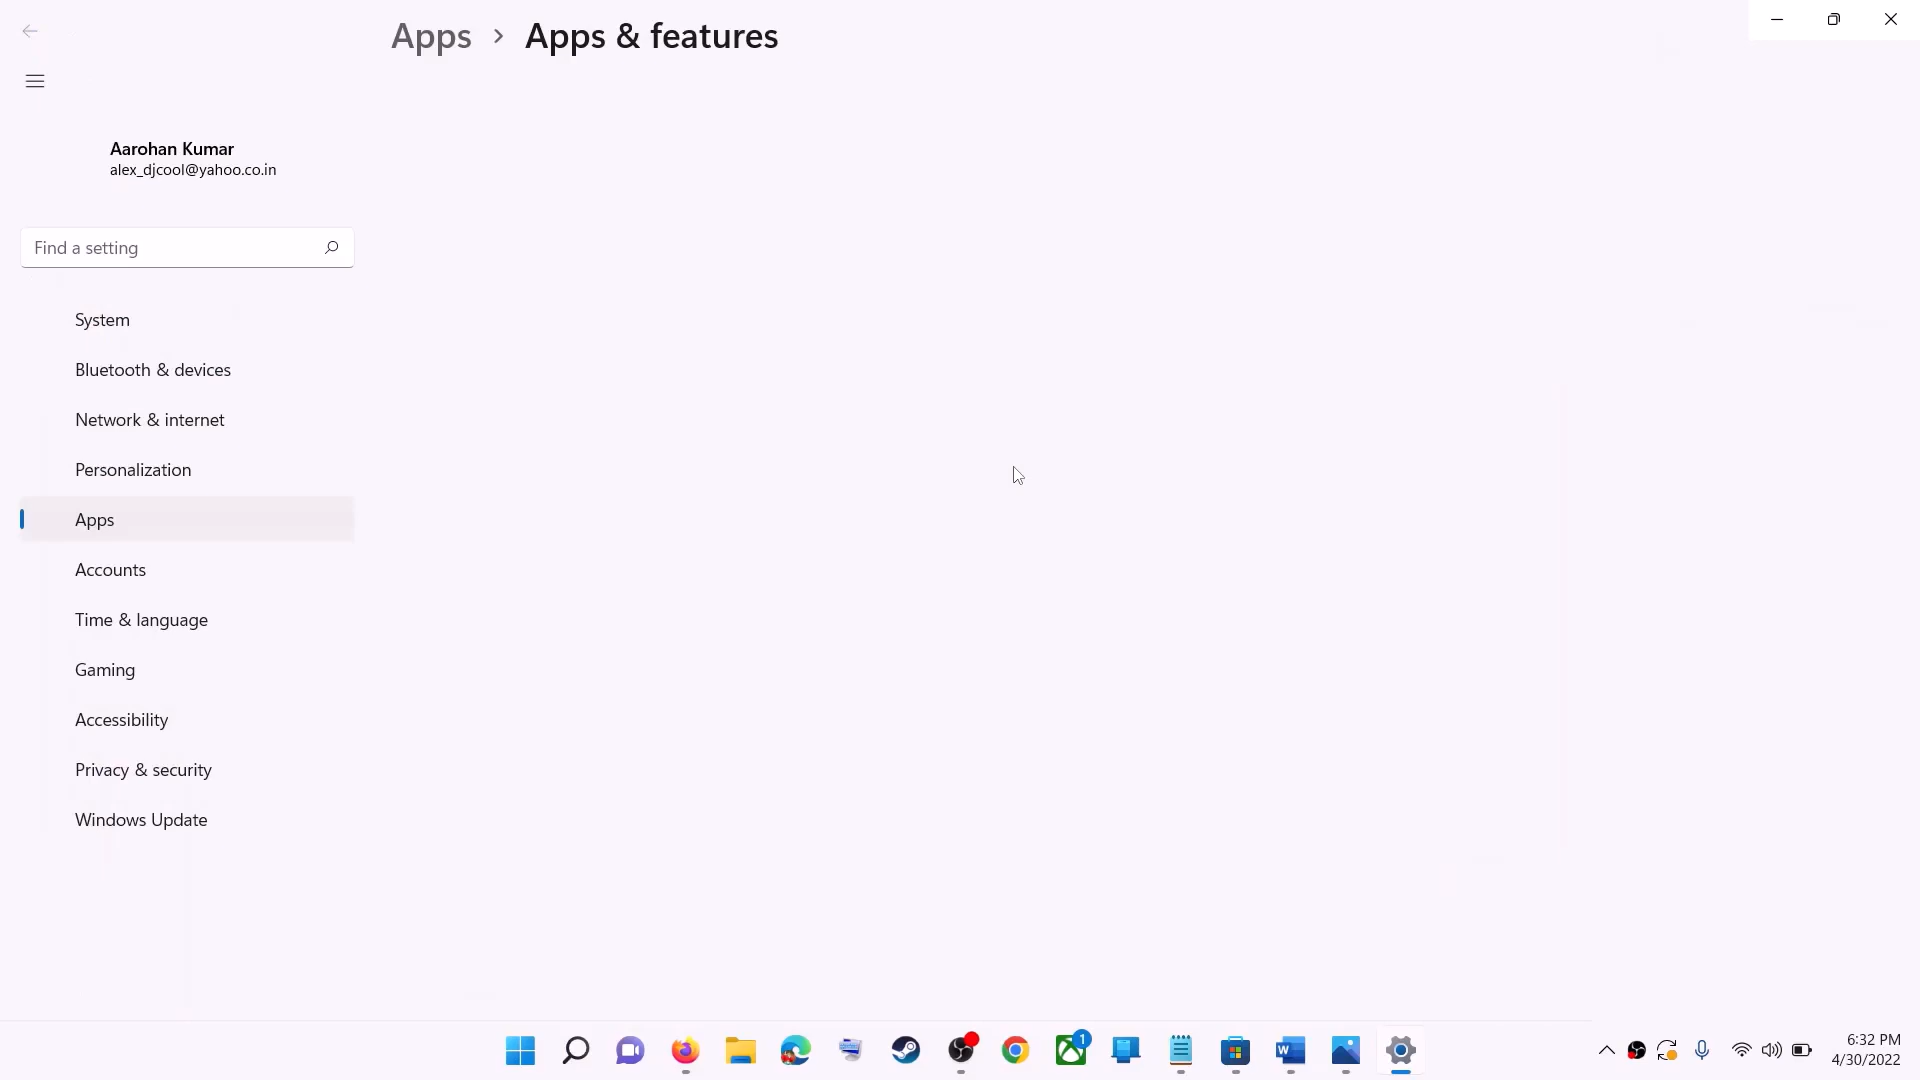 Apps > Apps & features
Aarohan Kumar
alex_djcool@yahoo.co.in
Find a setting
System
Bluetooth & devices
Network & internet
Personalization
Apps
Accounts
Time & language
Gaming
Accessibility
Privacy & security
Windows Update
1
W
6:32 PM
4/30/2022